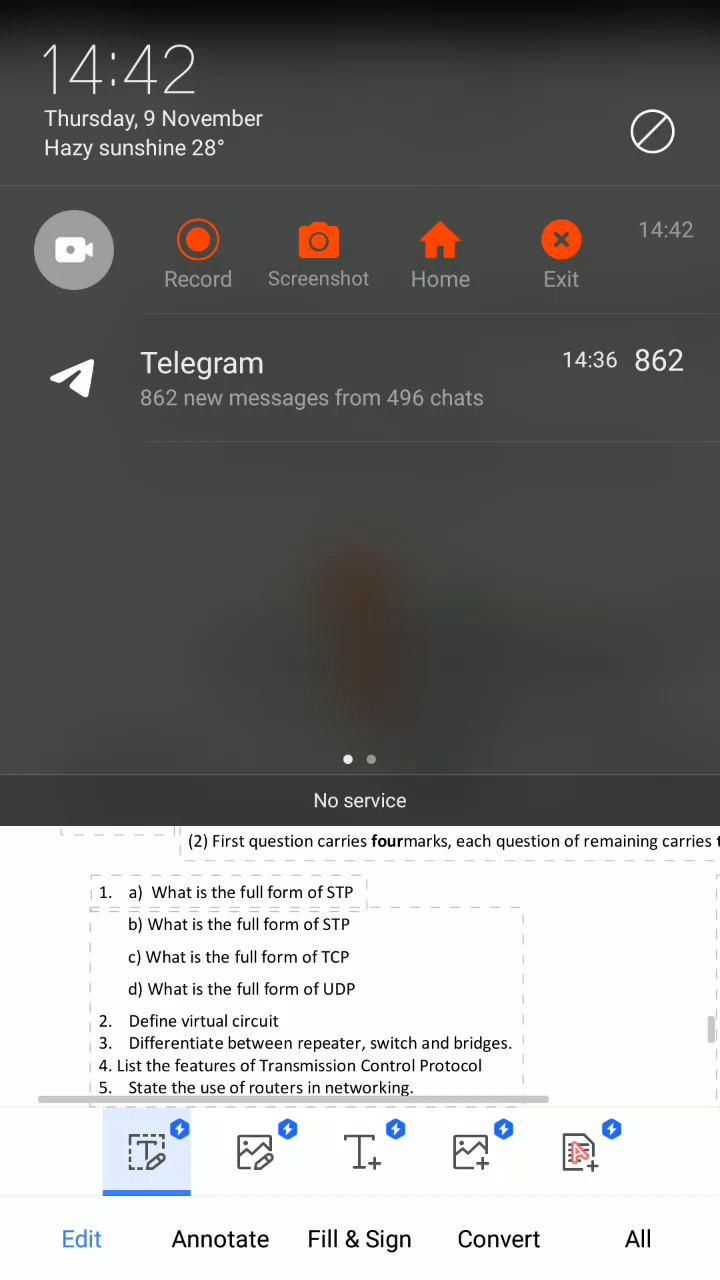 14:42
Thursday, 9 November
Hazy sunshine 28°
Record Screenshot Home Exit 14:42
Telegram 14:36 862
862 new messages from 496 chats
No service
(2) First question carries fourmarks, each question of remaining carries
1. a) What is the full form of STP
b) What is the full form of STP
c) What is the full form of TCP
d) What is the full form of UDP
2. Define virtual circuit
3. Differentiate between repeater, switch and bridges.
4. List the features of Transmission Control Protocol
5. State the use of routers in networking.
Edit Annotate Fill & Sign Convert All